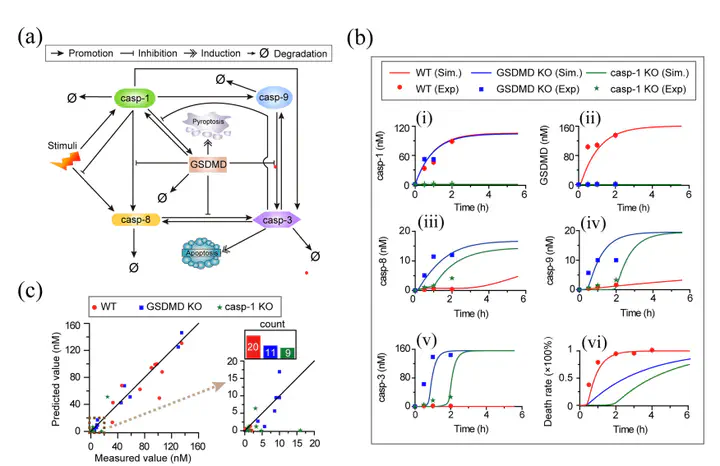 (a)
Promotion Inhibition Induction Ø Degradation
Ø casp-1 Ø casp-9
Pyroptosis
Stimuli
GSDMD
Ø
casp-8 casp-3
Apoptosis
Ø Ø
(b)
WT (Sim.) GSDMD KO (Sim.) casp-1 KO (Sim.)
WT (Exp) GSDMD KO (Exp) casp-1 KO (Exp)
(i)
casp-1 (nM)
120
60
0
0 2 4 6
Time (h)
(ii)
GSDMD (nM)
160
80
0
0 2 4 6
Time (h)
(iii)
casp-8 (nM)
20
10
0
0 2 4 6
Time (h)
(iv)
casp-9 (nM)
20
10
0
0 2 4 6
Time (h)
(v)
casp-3 (nM)
160
80
0
0 2 4 6
Time (h)
(vi)
Death rate (×100%)
1
0.5
0
0 2 4 6
Time (h)
(c)
WT GSDMD KO casp-1 KO
Predicted value (nM)
160
120
80
40
0
0 40 80 120 160
Measured value (nM)
count
20 11 9
20
15
10
5
0
0 5 10 15 20